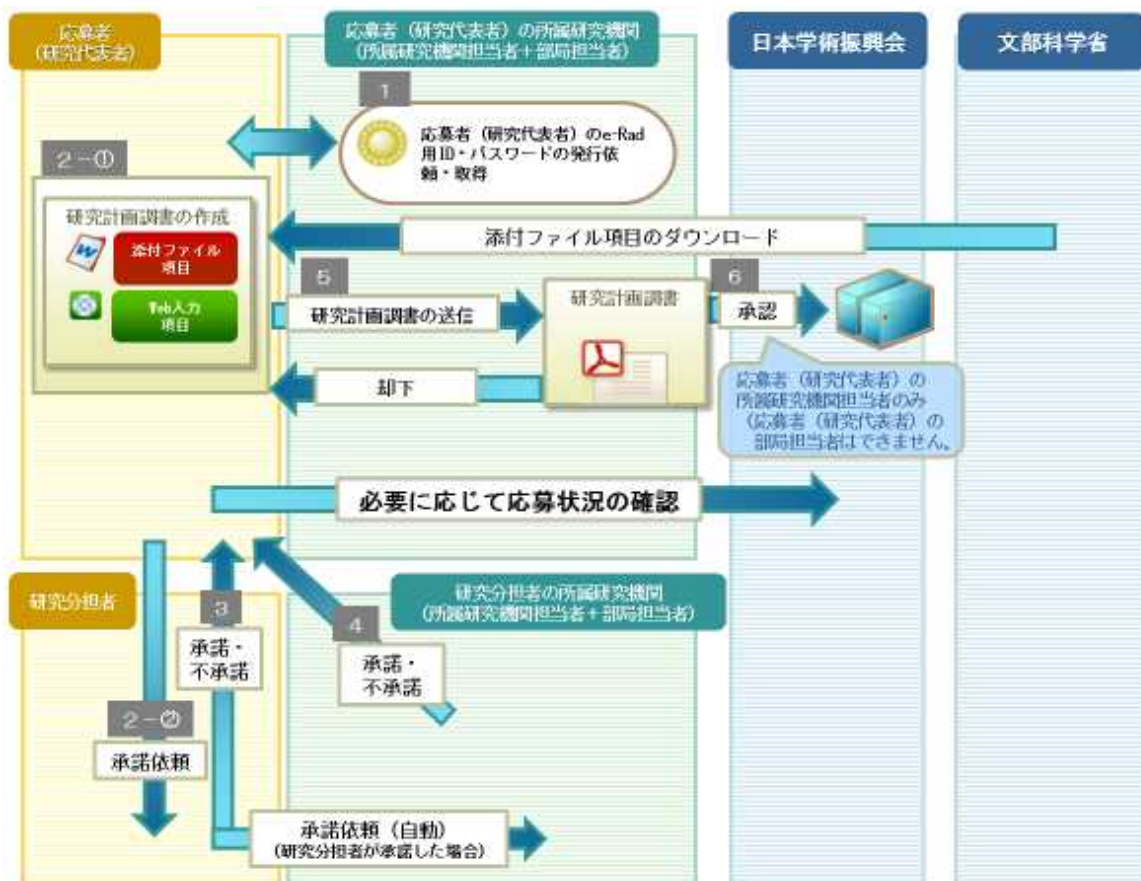 応募者
(研究代表者)
応募者（研究代表者）の所属研究機関
(所属研究機関担当者＋部局担当者)
日本学術振興会
文部科学省
1
応募者（研究代表者）のe-Rad
用ID・パスワードの発行依
頼・取得
2－①
研究計画調書の作成
添付ファイル
項目
Web入力
項目
添付ファイル項目のダウンロード
5
研究計画調書の送信
研究計画調書
6
承認
却下
応募者（研究代表者）の
所属研究機関担当者のみ
（応募者（研究代表者）の
部局担当者はできません。
必要に応じて応募状況の確認
研究分担者
研究分担者の所属研究機関
(所属研究機関担当者＋部局担当者)
3
承諾・
不承諾
4
承諾・
不承諾
2－②
承諾依頼
承諾依頼（自動）
(研究分担者が承諾した場合)